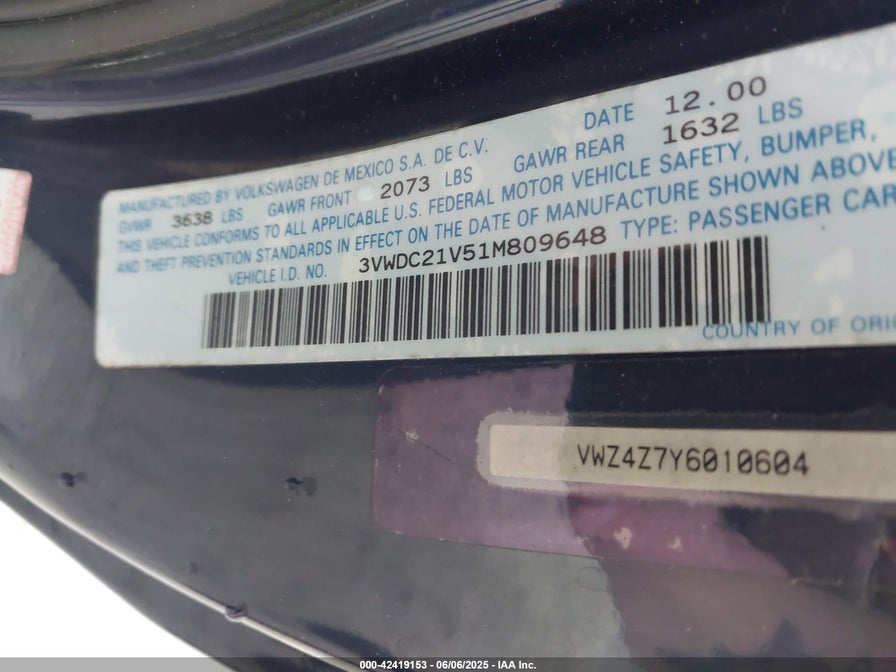 MANUFACTURED BY VOLKSWAGEN DE MEXICO S.A. DE C.V. DATE 12.00
GVWR 3638 LBS GAWR FRONT 2073 LBS GAWR REAR 1632 LBS
THIS VEHICLE CONFORMS TO ALL APPLICABLE U.S. FEDERAL MOTOR VEHICLE SAFETY, BUMPER,
AND THEFT PREVENTION STANDARDS IN EFFECT ON THE DATE OF MANUFACTURE SHOWN ABOVE
VEHICLE I.D. NO. 3VWDC21V51M809648 TYPE: PASSENGER CAR
COUNTRY OF ORI
VWZ4Z7Y6010604
000-42419153 - 06/06/2025 - IAA Inc.